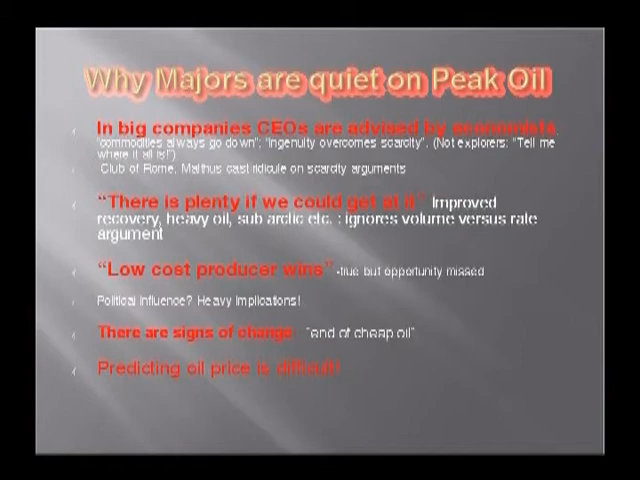 Why Majors are quiet on Peak Oil
In big companies CEOs are advised by economists
"commodities always go down"; "Ingenuity overcomes scarcity". (Not explorers: "Tell me
where it all is!")
Club of Rome. Malthus cast ridicule on scarcity arguments
"There is plenty if we could get at it" Improved
recovery, heavy oil, sub arctic etc. : ignores volume versus rate
argument
"Low cost producer wins" -true but opportunity missed
Political influence? Heavy implications!
There are signs of change "end of cheap oil"
Predicting oil price is difficult!